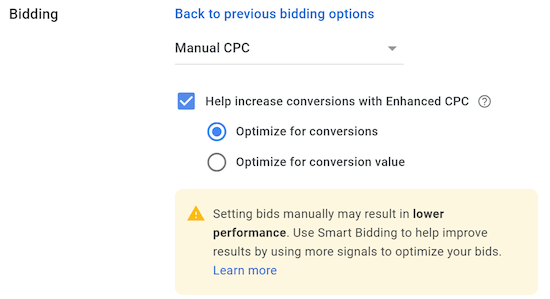 Bidding
Back to previous bidding options
Manual CPC
Help increase conversions with Enhanced CPC ?
Optimize for conversions
Optimize for conversion value
Setting bids manually may result in lower
performance. Use Smart Bidding to help improve
results by using more signals to optimize your bids.
Learn more